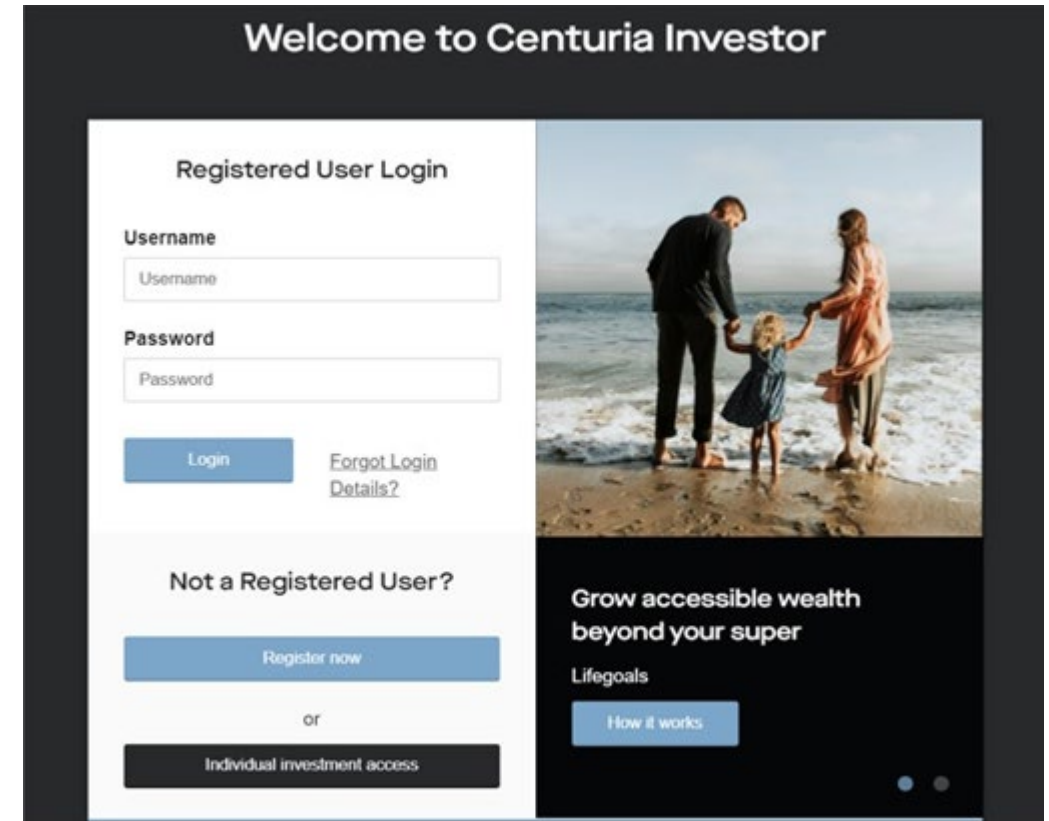 Welcome to Centuria Investor
Registered User Login
Username
Username
Password
Password
Login
Forgot Login
Details?
Not a Registered User?
Register now
or
Individual investment access
Grow accessible wealth
beyond your super
Lifegoals
How it works